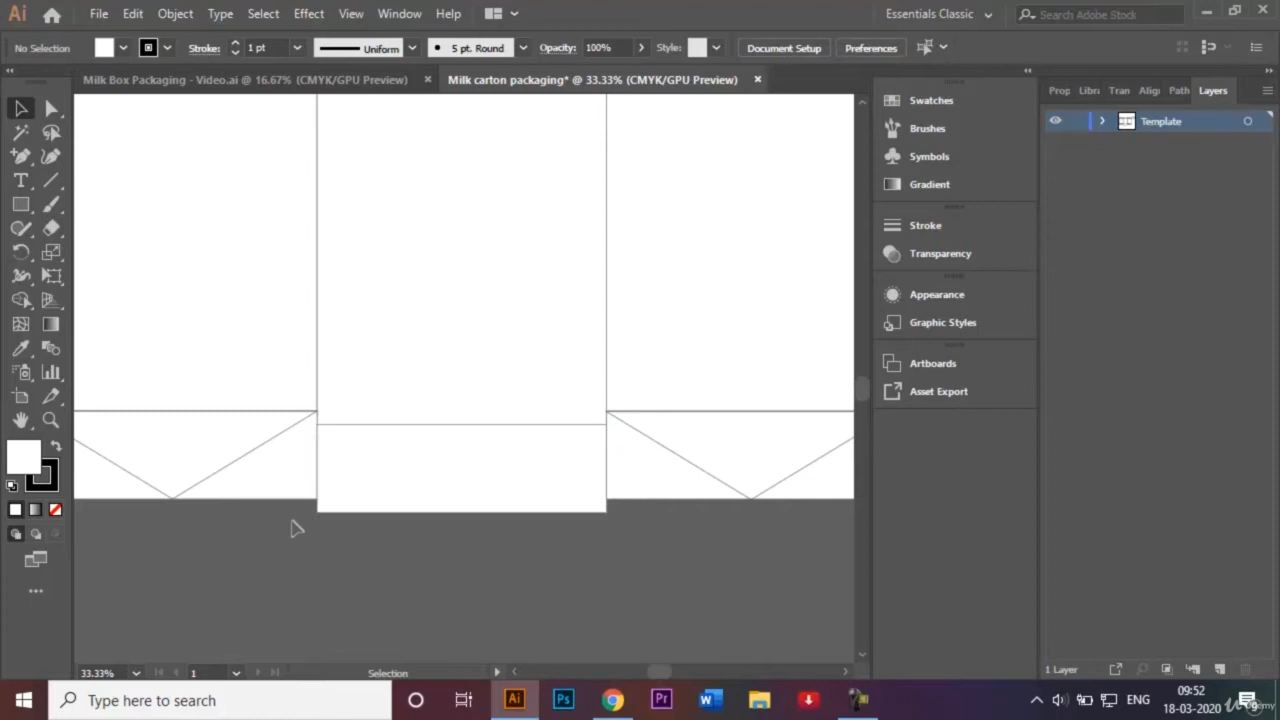 Ai File Edit Object Type Select Effect View Window Help Essentials Classic Search Adobe Stock
No Selection Stroke: 1 pt Uniform 5 pt. Round Opacity: 100% Style: Document Setup Preferences
Milk Box Packaging - Video.ai @ 16.67% (CMYK/GPU Preview) × Milk carton packaging* @ 33.33% (CMYK/GPU Preview) ×
Prop Libra Tran Align Path Layers
Swatches
Template
Brushes
Symbols
Gradient
Stroke
Transparency
Appearance
Graphic Styles
Artboards
Asset Export
33.33% 1 Selection
1 Layer
Type here to search
Ai Ps Pr W
ENG
09:52
18-03-2020